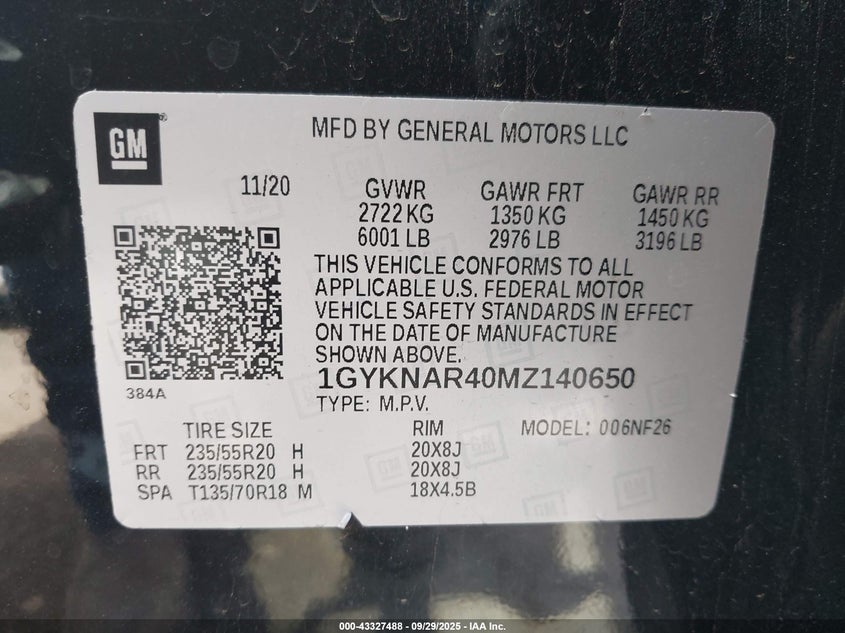 GM
MFD BY GENERAL MOTORS LLC
11/20
GVWR
2722 KG
6001 LB
GAWR FRT
1350 KG
2976 LB
GAWR RR
1450 KG
3196 LB
THIS VEHICLE CONFORMS TO ALL
APPLICABLE U.S. FEDERAL MOTOR
VEHICLE SAFETY STANDARDS IN EFFECT
ON THE DATE OF MANUFACTURE
SHOWN ABOVE.
384A
1GYKNAR40MZ140650
TYPE: M.P.V.
TIRE SIZE RIM MODEL: 006NF26
FRT 235/55R20 H 20X8J
RR 235/55R20 H 20X8J
SPA T135/70R18 M 18X4.5B
000-43327488 - 09/29/2025 - IAA Inc.